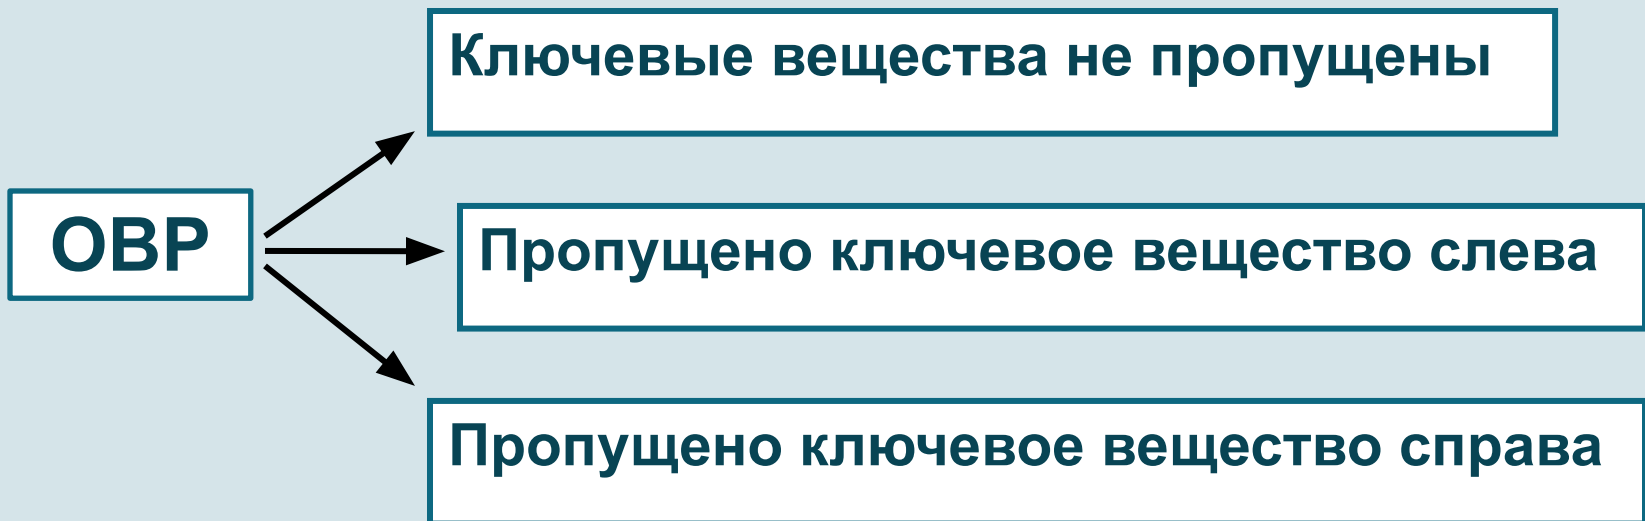 Ключевые вещества не пропущены
ОВР
Пропущено ключевое вещество слева
Пропущено ключевое вещество справа